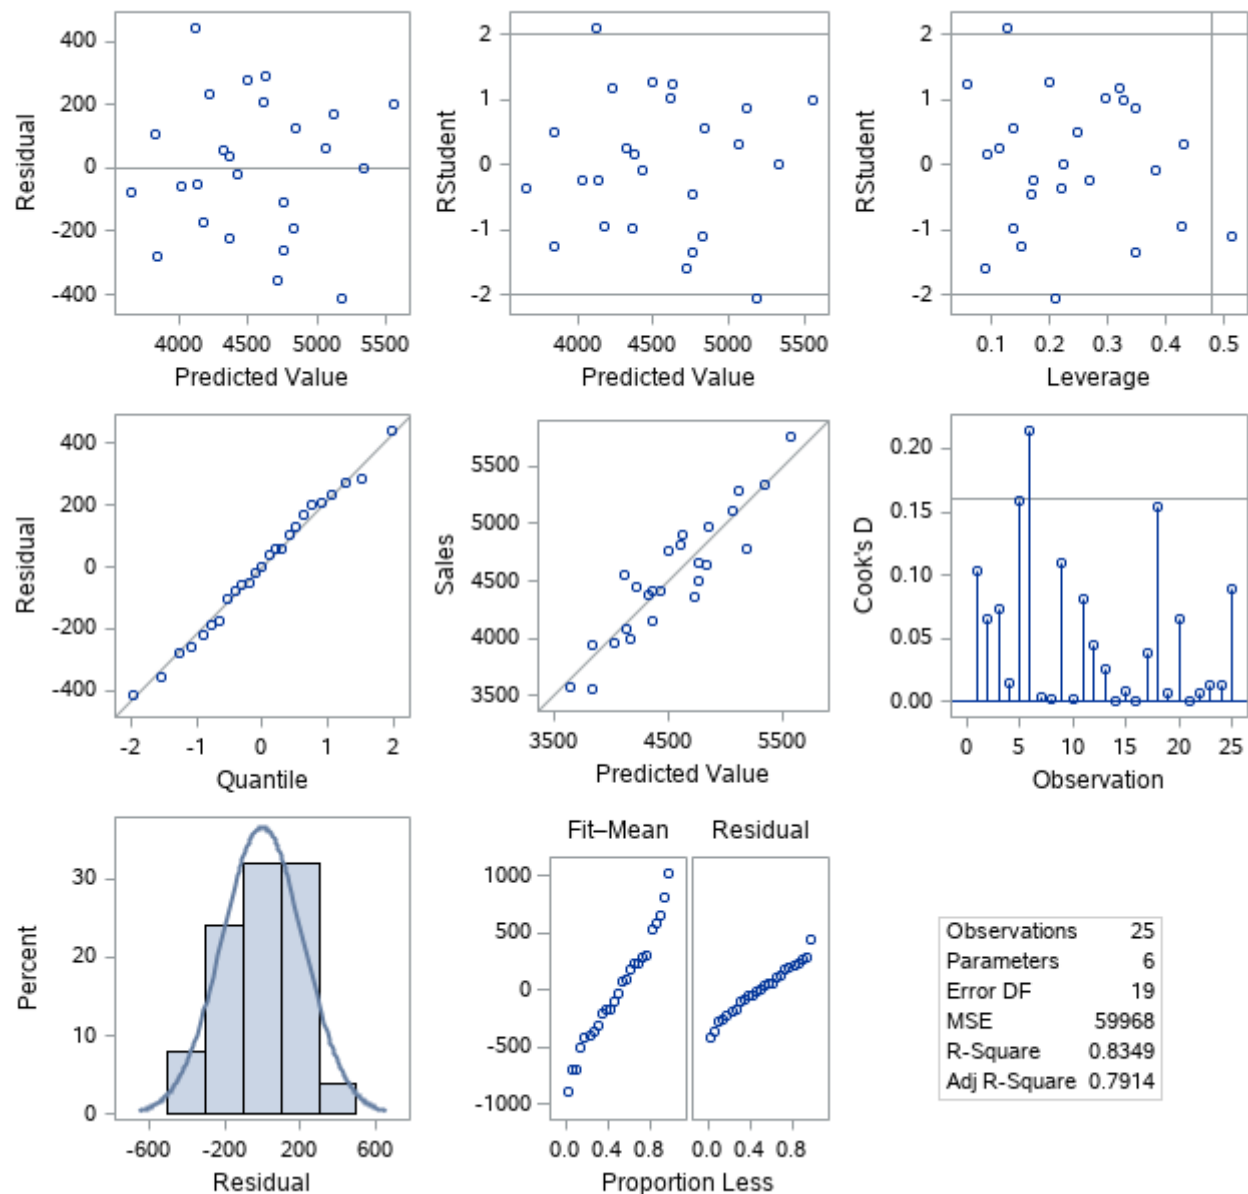 Residual
400
200
0
-200
-400
4000 4500 5000 5500
Predicted Value
RStudent
2
1
0
-1
-2
4000 4500 5000 5500
Predicted Value
RStudent
2
1
0
-1
-2
0.1 0.2 0.3 0.4 0.5
Leverage
Residual
400
200
0
-200
-400
-2 -1 0 1 2
Quantile
Sales
5500
5000
4500
4000
3500
3500 4500 5500
Predicted Value
Cook's D
0.20
0.15
0.10
0.05
0.00
0 5 10 15 20 25
Observation
Percent
30
20
10
0
-600 -200 200 600
Residual
Fit–Mean Residual
1000
500
0
-500
-1000
0.0 0.4 0.8 0.0 0.4 0.8
Proportion Less
Observations 25
Parameters 6
Error DF 19
MSE 59968
R-Square 0.8349
Adj R-Square 0.7914